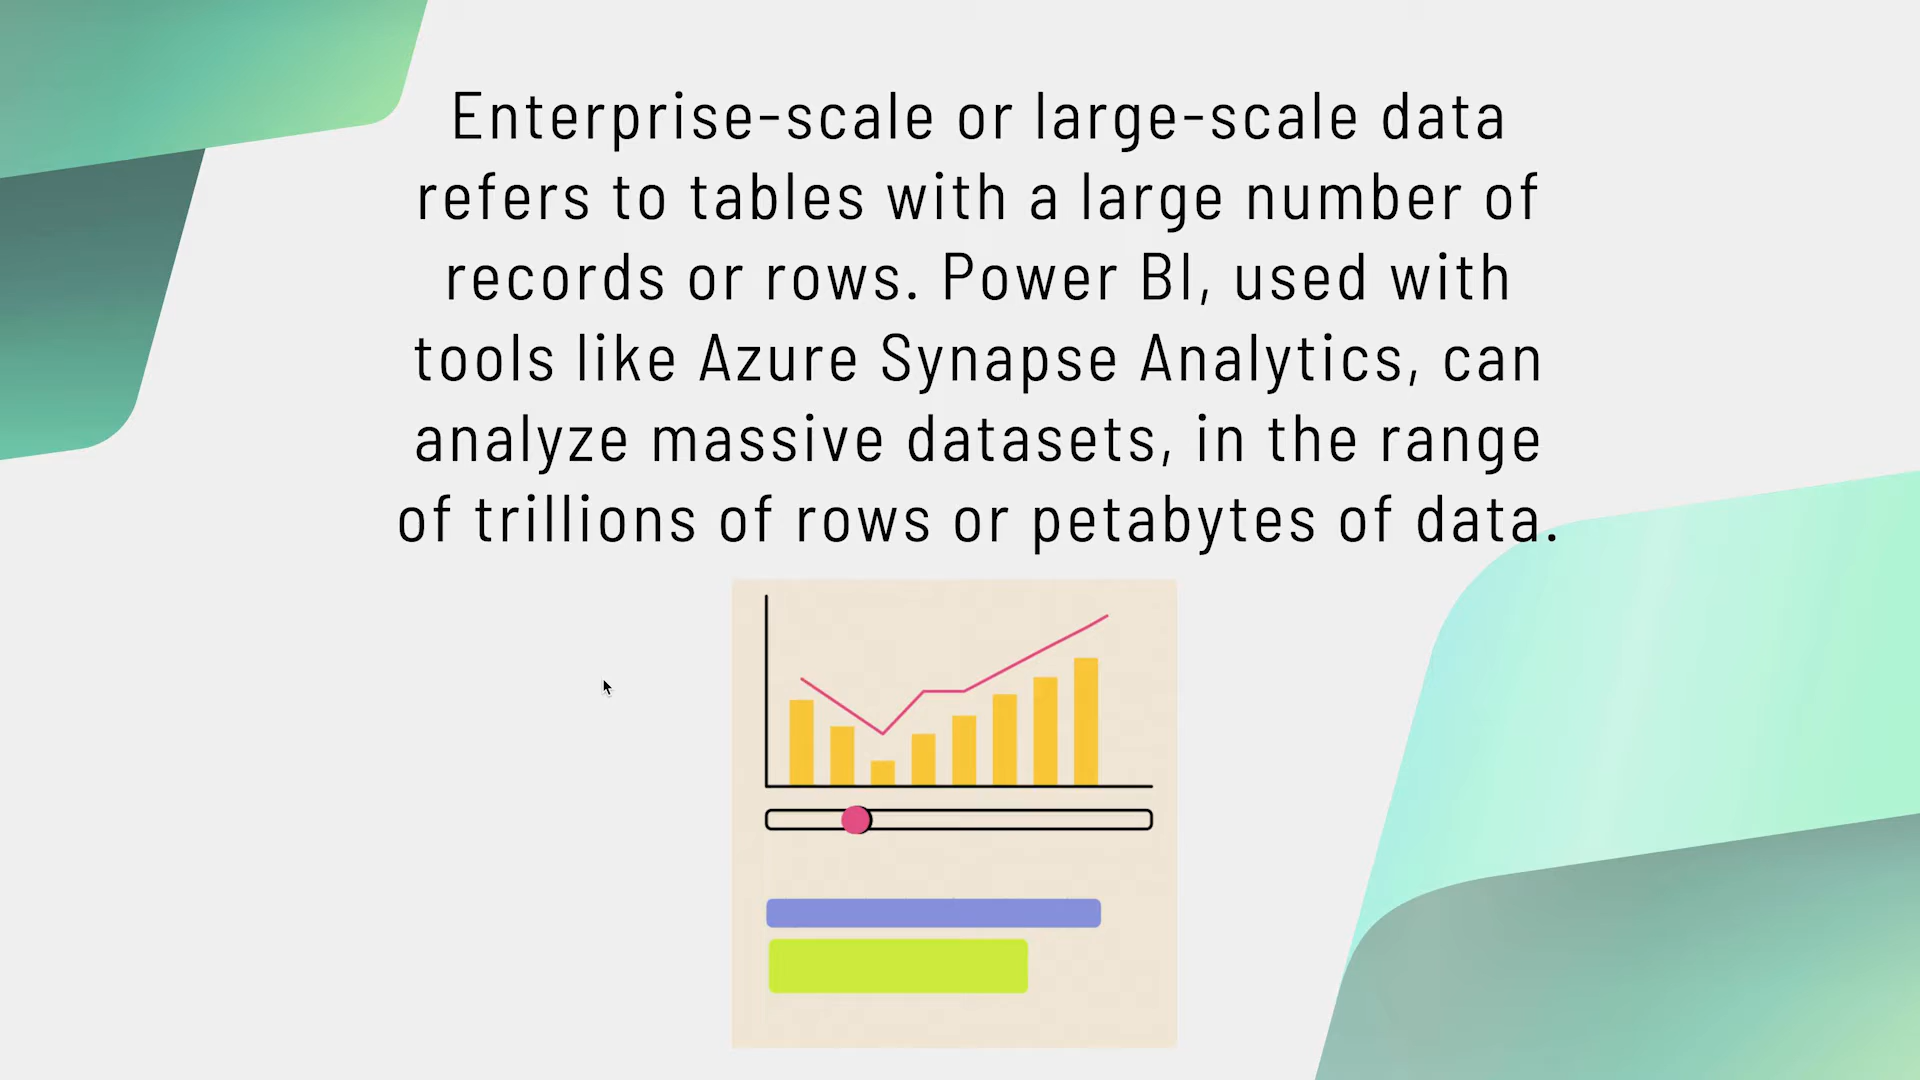 Enterprise-scale or large-scale data
refers to tables with a large number of
records or rows. Power BI, used with
tools like Azure Synapse Analytics, can
analyze massive datasets, in the range
of trillions of rows or petabytes of data.